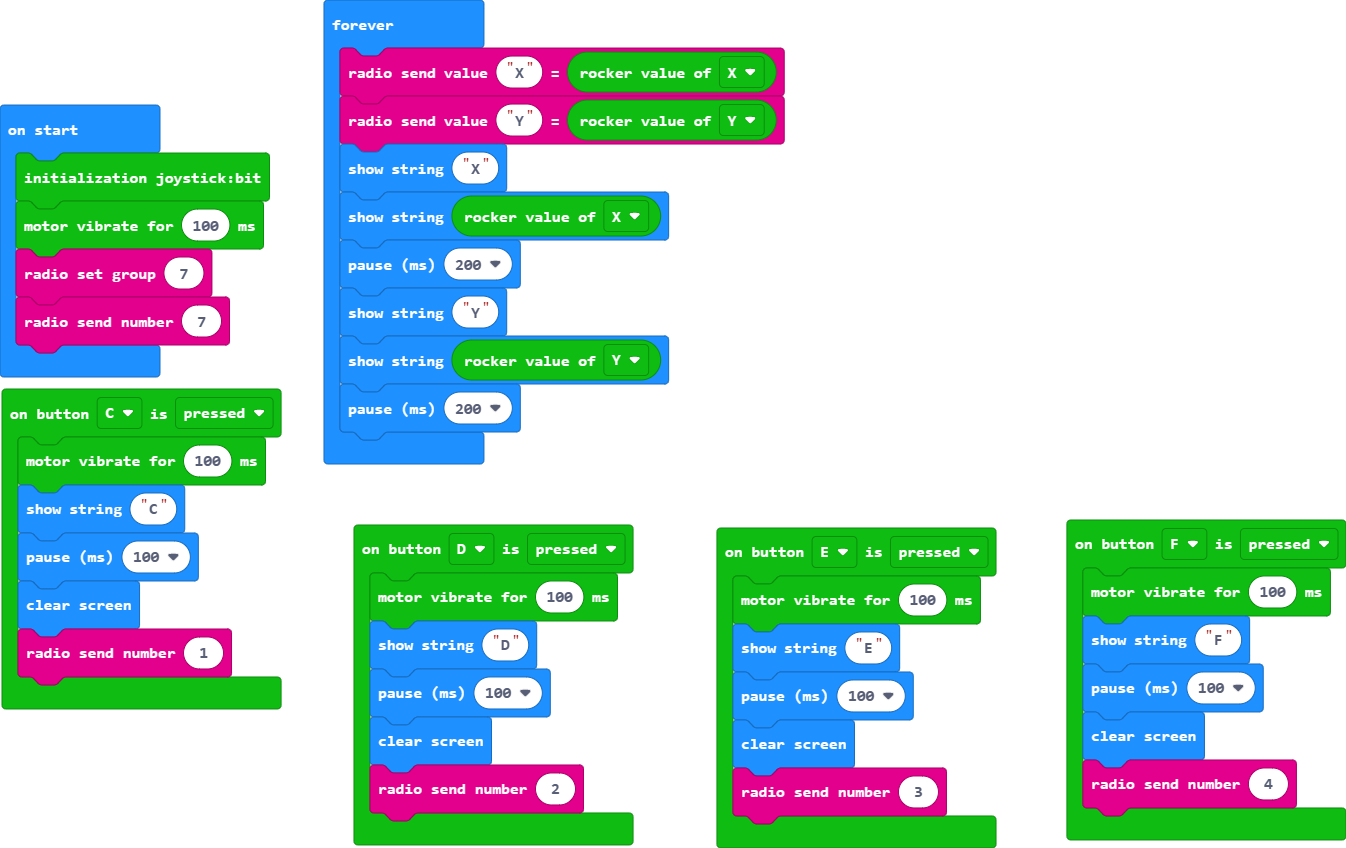 on start
initialization joystick:bit
motor vibrate for 100 ms
radio set group 7
radio send number 7
forever
radio send value "X" = rocker value of X
radio send value "Y" = rocker value of Y
show string "X"
show string rocker value of X
pause (ms) 200
show string "Y"
show string rocker value of Y
pause (ms) 200
on button C is pressed
motor vibrate for 100 ms
show string "C"
pause (ms) 100
clear screen
radio send number 1
on button D is pressed
motor vibrate for 100 ms
show string "D"
pause (ms) 100
clear screen
radio send number 2
on button E is pressed
motor vibrate for 100 ms
show string "E"
pause (ms) 100
clear screen
radio send number 3
on button F is pressed
motor vibrate for 100 ms
show string "F"
pause (ms) 100
clear screen
radio send number 4